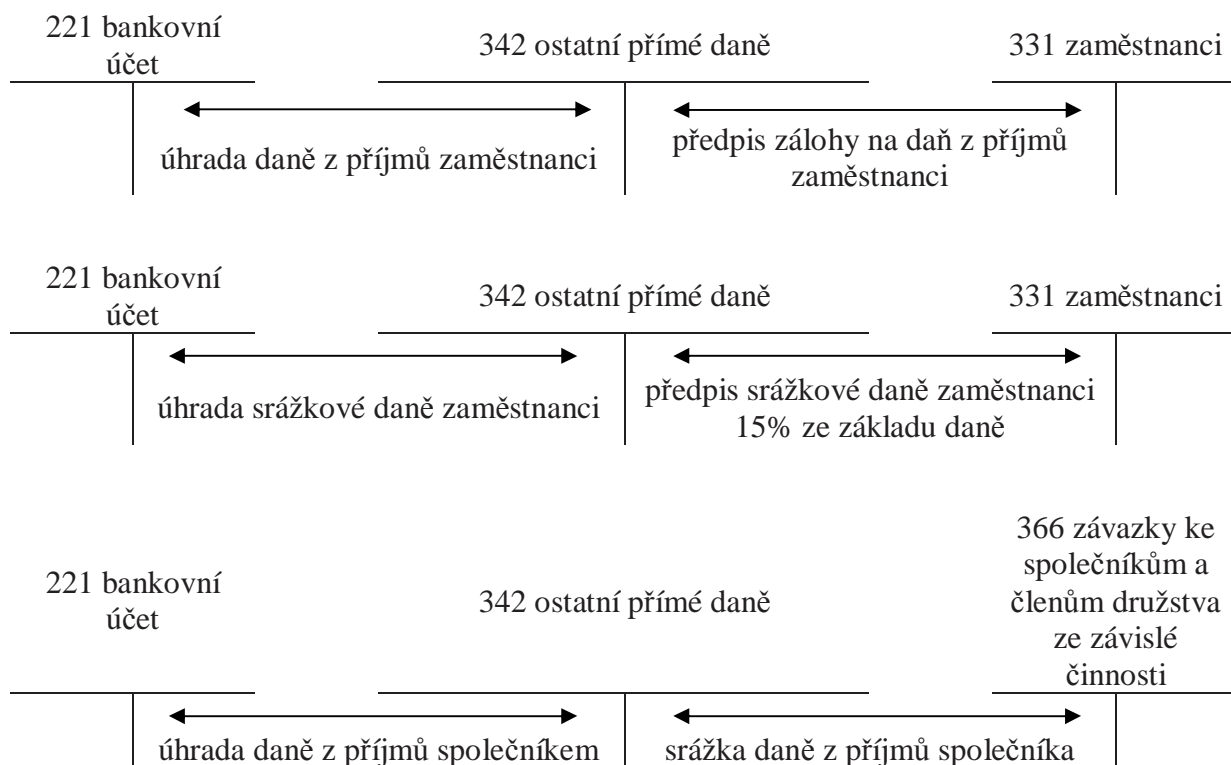 221 bankovní
účet
342 ostatní přímé daně
331 zaměstnanci
úhrada daně z příjmů zaměstnanci
předpis zálohy na daň z příjmů
zaměstnanci
221 bankovní
účet
342 ostatní přímé daně
331 zaměstnanci
úhrada srážkové daně zaměstnanci
předpis srážkové daně zaměstnanci
15% ze základu daně
221 bankovní
účet
342 ostatní přímé daně
366 závazky ke
společníkům a
členům družstva
ze závislé
činnosti
úhrada daně z příjmů společníkem
srážka daně z příjmů společníka